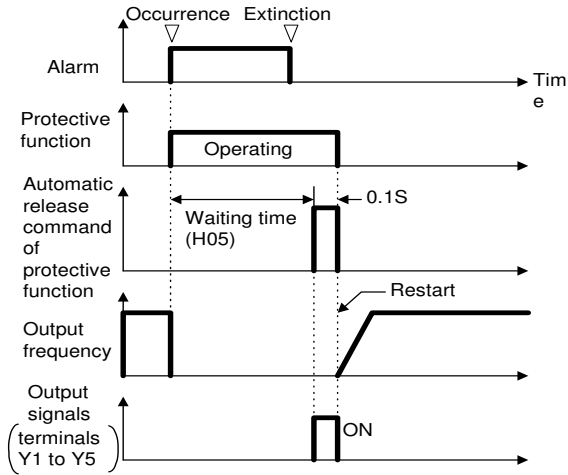 Occurrence Extinction
Alarm
Tim
e
Protective
function
Operating
Automatic
release
command
of
protective
function
Waiting time
(H05)
0.1S
Restart
Output
frequency
Output
signals
(terminals
Y1 to Y5)
ON